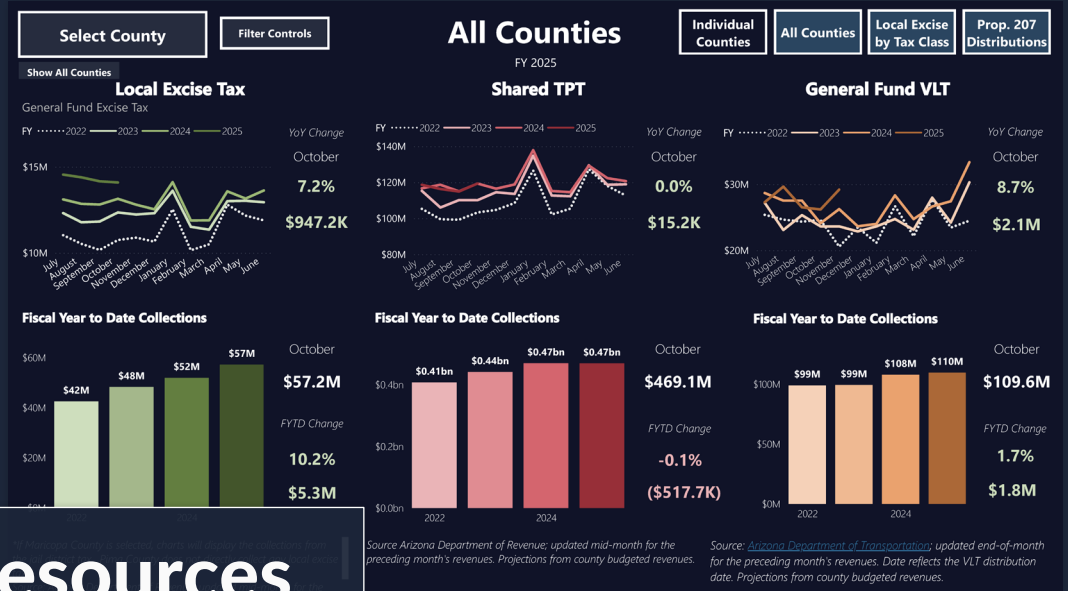 Select County
Filter Controls
All Counties
FY 2025
Individual
Counties
All Counties
Local Excise
by Tax Class
Prop. 207
Distributions
Show All Counties
Local Excise Tax
General Fund Excise Tax
FY 2022 2023 2024 2025
YoY Change
October
7.2%
$947.2K
$15M
$10M
July
August
September
October
November
December
January
February
March
April
May
June
Shared TPT
FY 2022 2023 2024 2025
YoY Change
October
0.0%
$15.2K
$140M
$120M
$100M
$80M
July
August
September
October
November
December
January
February
March
April
May
June
General Fund VLT
FY 2022 2023 2024 2025
YoY Change
October
8.7%
$2.1M
$30M
$20M
July
August
September
October
November
December
January
February
March
April
May
June
Fiscal Year to Date Collections
$60M
$40M
$20M
$42M
$48M
$52M
$57M
2022
2024
October
$57.2M
FYTD Change
10.2%
$5.3M
Fiscal Year to Date Collections
$0.4bn
$0.2bn
$0.0bn
$0.41bn
$0.44bn
$0.47bn
$0.47bn
2022
2024
October
$469.1M
FYTD Change
-0.1%
($517.7K)
Fiscal Year to Date Collections
$100M
$50M
$0M
$99M
$99M
$108M
$110M
2022
2024
October
$109.6M
FYTD Change
1.7%
$1.8M
esources
Source Arizona Department of Revenue; updated mid-month for the
preceding month's revenues. Projections from county budgeted revenues.
Source: Arizona Department of Transportation; updated end-of-month
for the preceding month's revenues. Date reflects the VLT distribution
date. Projections from county budgeted revenues.